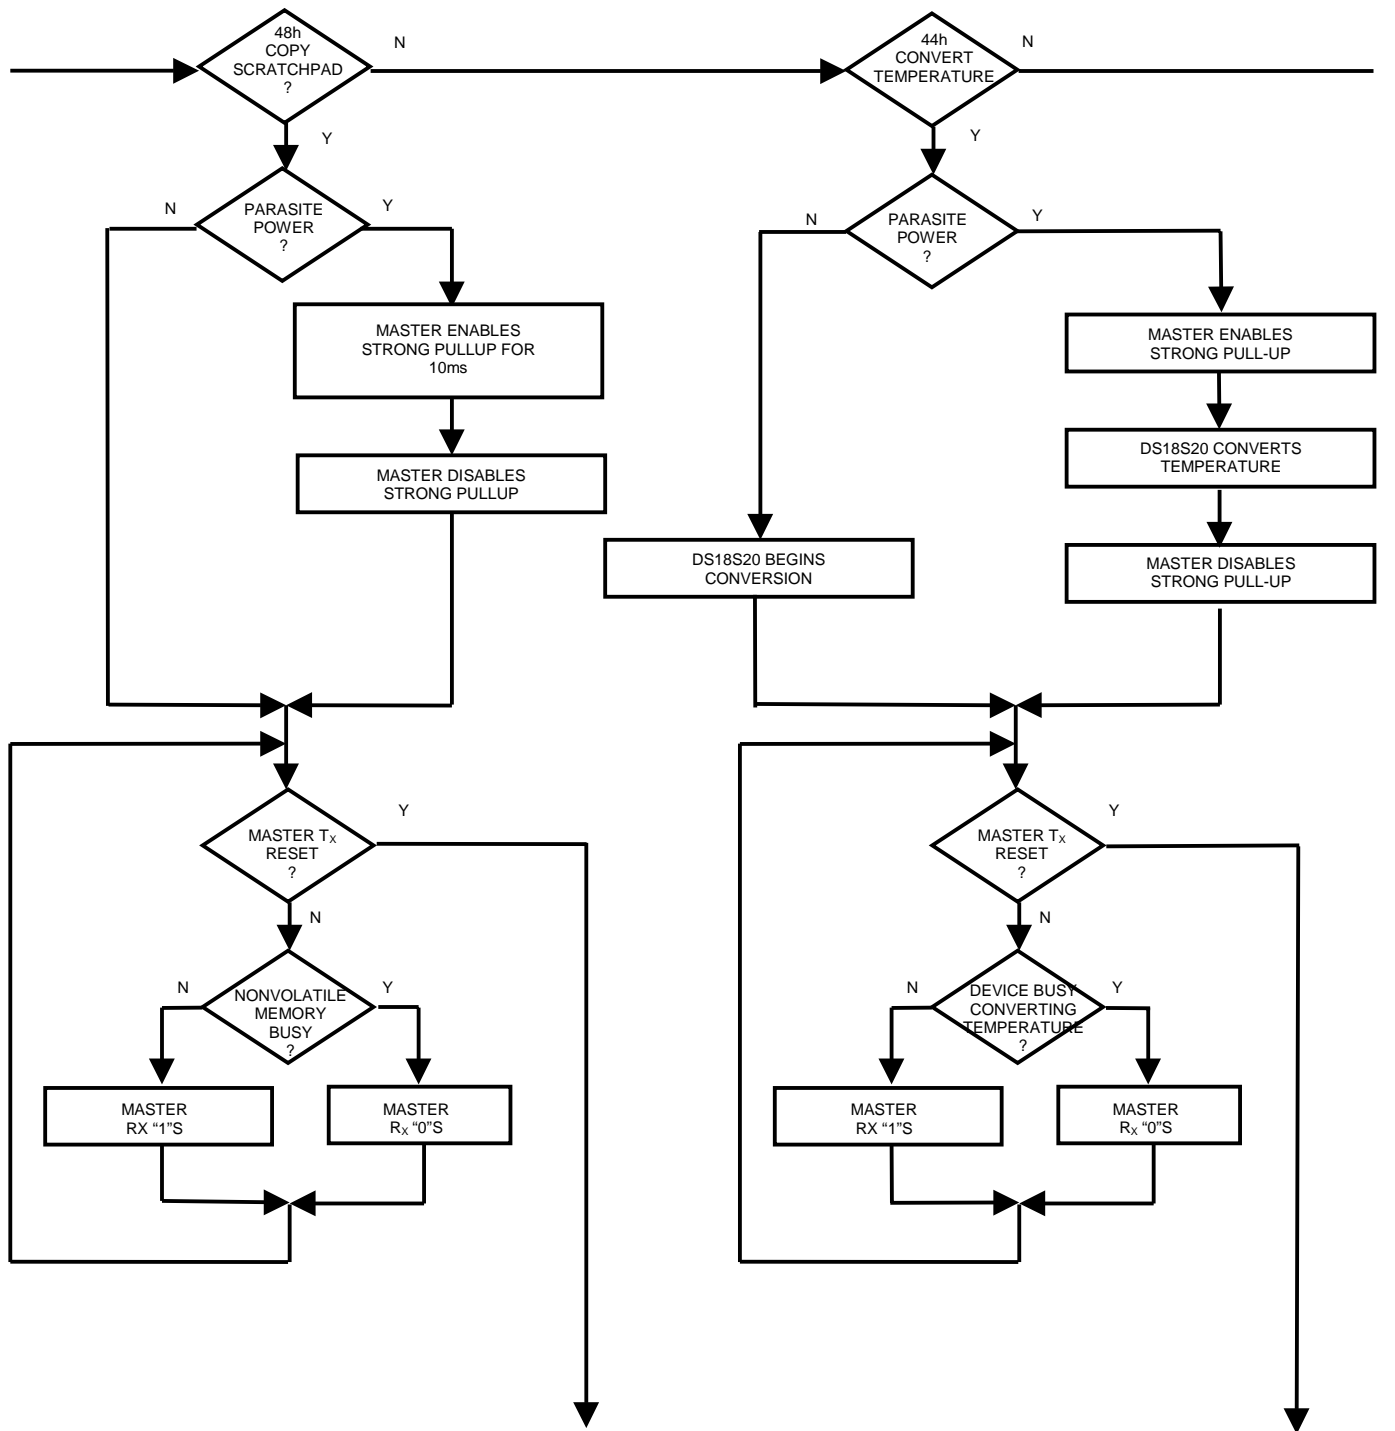 48h
COPY
SCRATCHPAD
?
N
Y
44h
CONVERT
TEMPERATURE
?
N
Y
PARASITE
POWER
?
N
Y
MASTER ENABLES
STRONG PULLUP FOR
10ms
MASTER DISABLES
STRONG PULLUP
PARASITE
POWER
?
N
Y
MASTER ENABLES
STRONG PULL-UP
DS18S20 CONVERTS
TEMPERATURE
MASTER DISABLES
STRONG PULL-UP
DS18S20 BEGINS
CONVERSION
MASTER TX
RESET
?
Y
N
NONVOLATILE
MEMORY
BUSY
?
N
Y
MASTER
RX “1”S
MASTER
RX “0”S
MASTER TX
RESET
?
Y
N
DEVICE BUSY
CONVERTING
TEMPERATURE
?
N
Y
MASTER
RX “1”S
MASTER
RX “0”S